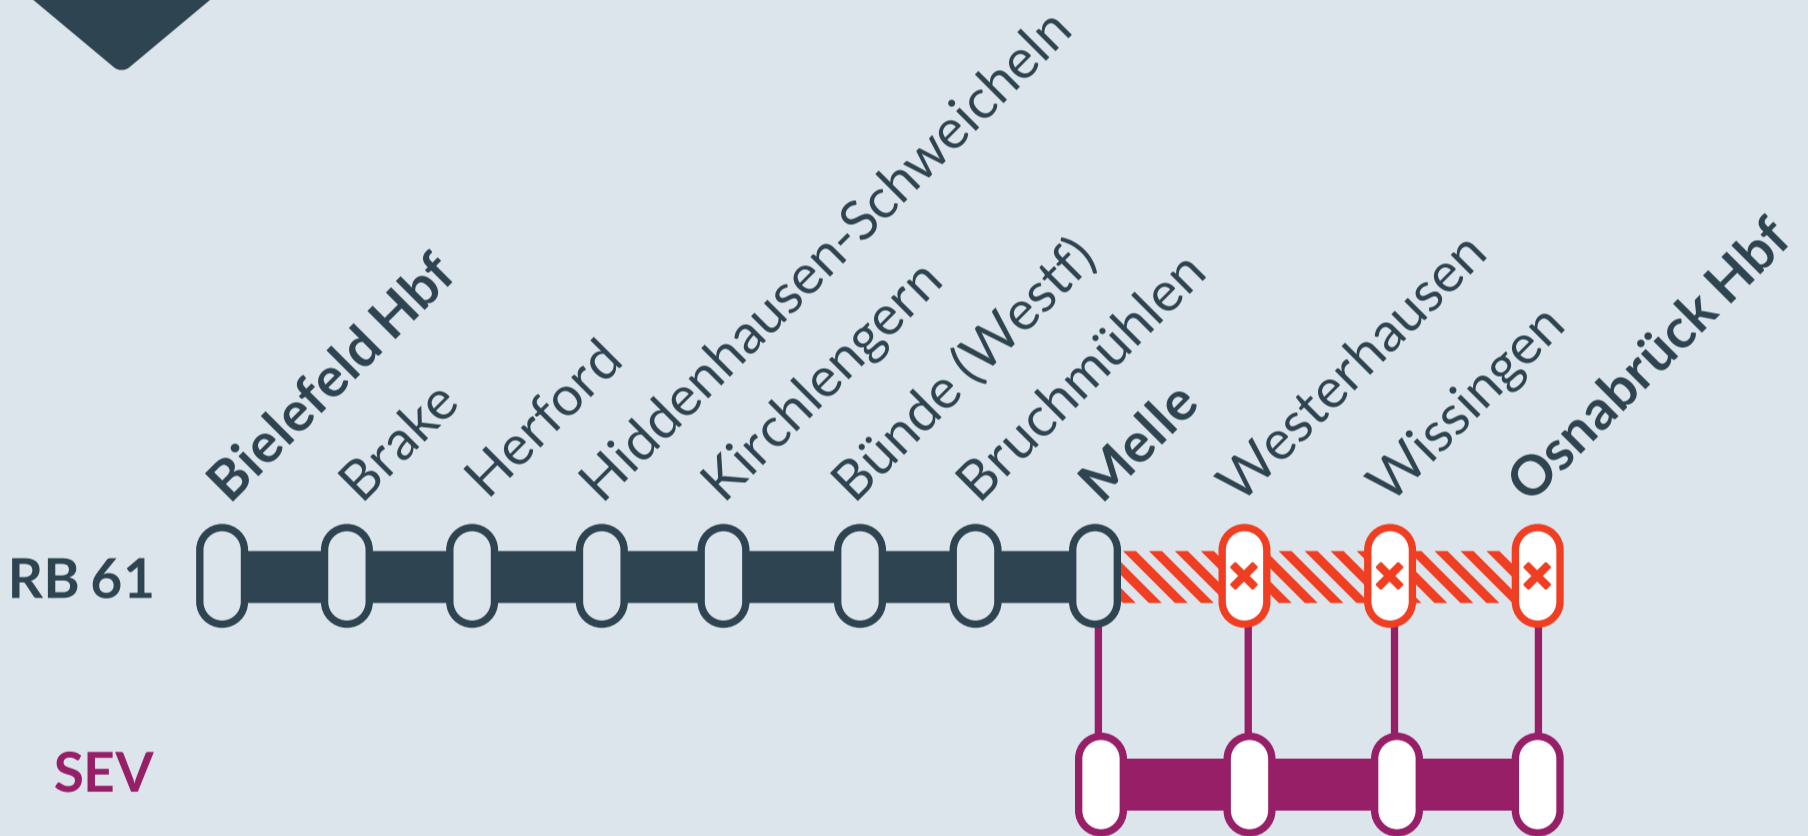 Bielefeld Hbf
Brake
Herford
Hiddenhausen-Schweicheln
Kirchlengern
Bünde (Westf)
Bruchmühlen
Melle
Westerhausen
Wissingen
Osnabrück Hbf
RB 61
SEV